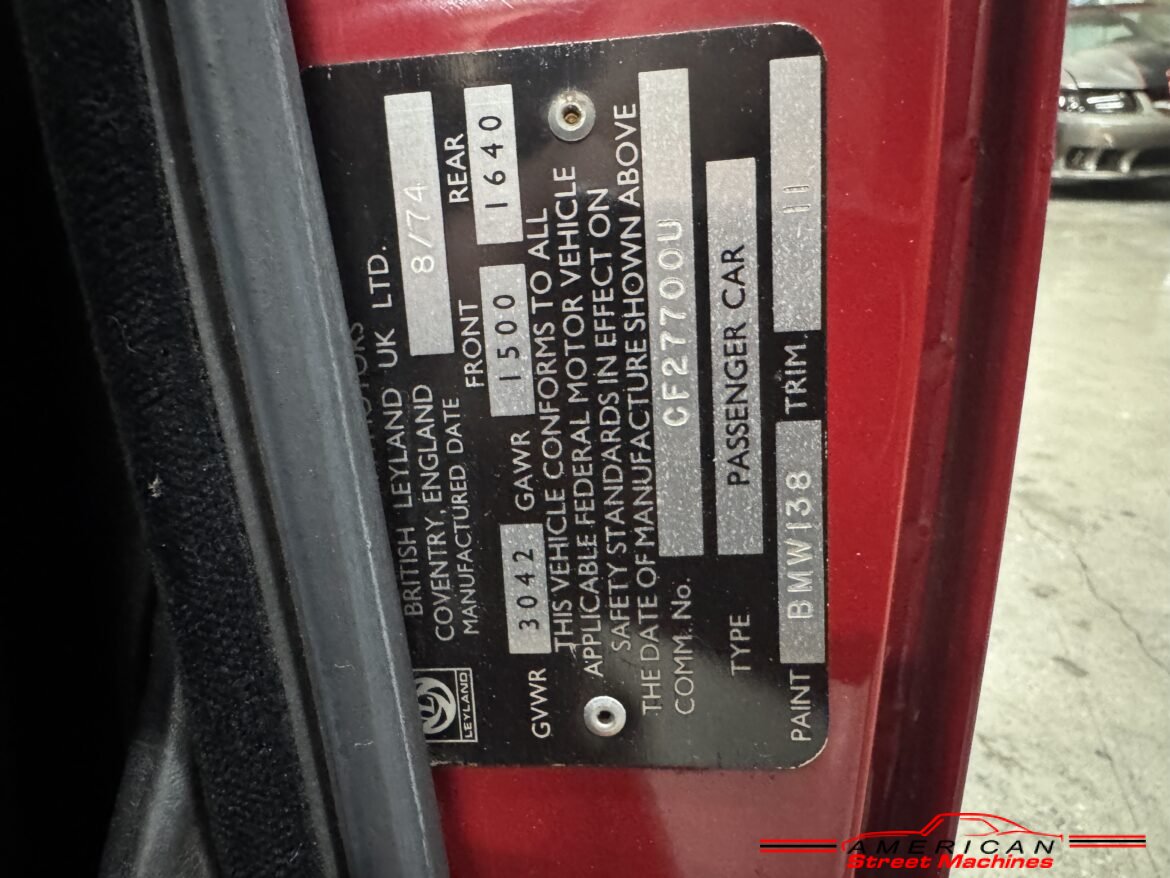 BRITISH LEYLAND UK LTD.
COVENTRY, ENGLAND
MANUFACTURED DATE 8/74
LEYLAND
FRONT REAR
GVWR 3042 GAWR 1500 1640
THIS VEHICLE CONFORMS TO ALL
APPLICABLE FEDERAL MOTOR VEHICLE
SAFETY STANDARDS IN EFFECT ON
THE DATE OF MANUFACTURE SHOWN ABOVE
COMM. No. CF27700U
TYPE PASSENGER CAR
PAINT BMW138 TRIM 11
AMERICAN
Street Machines